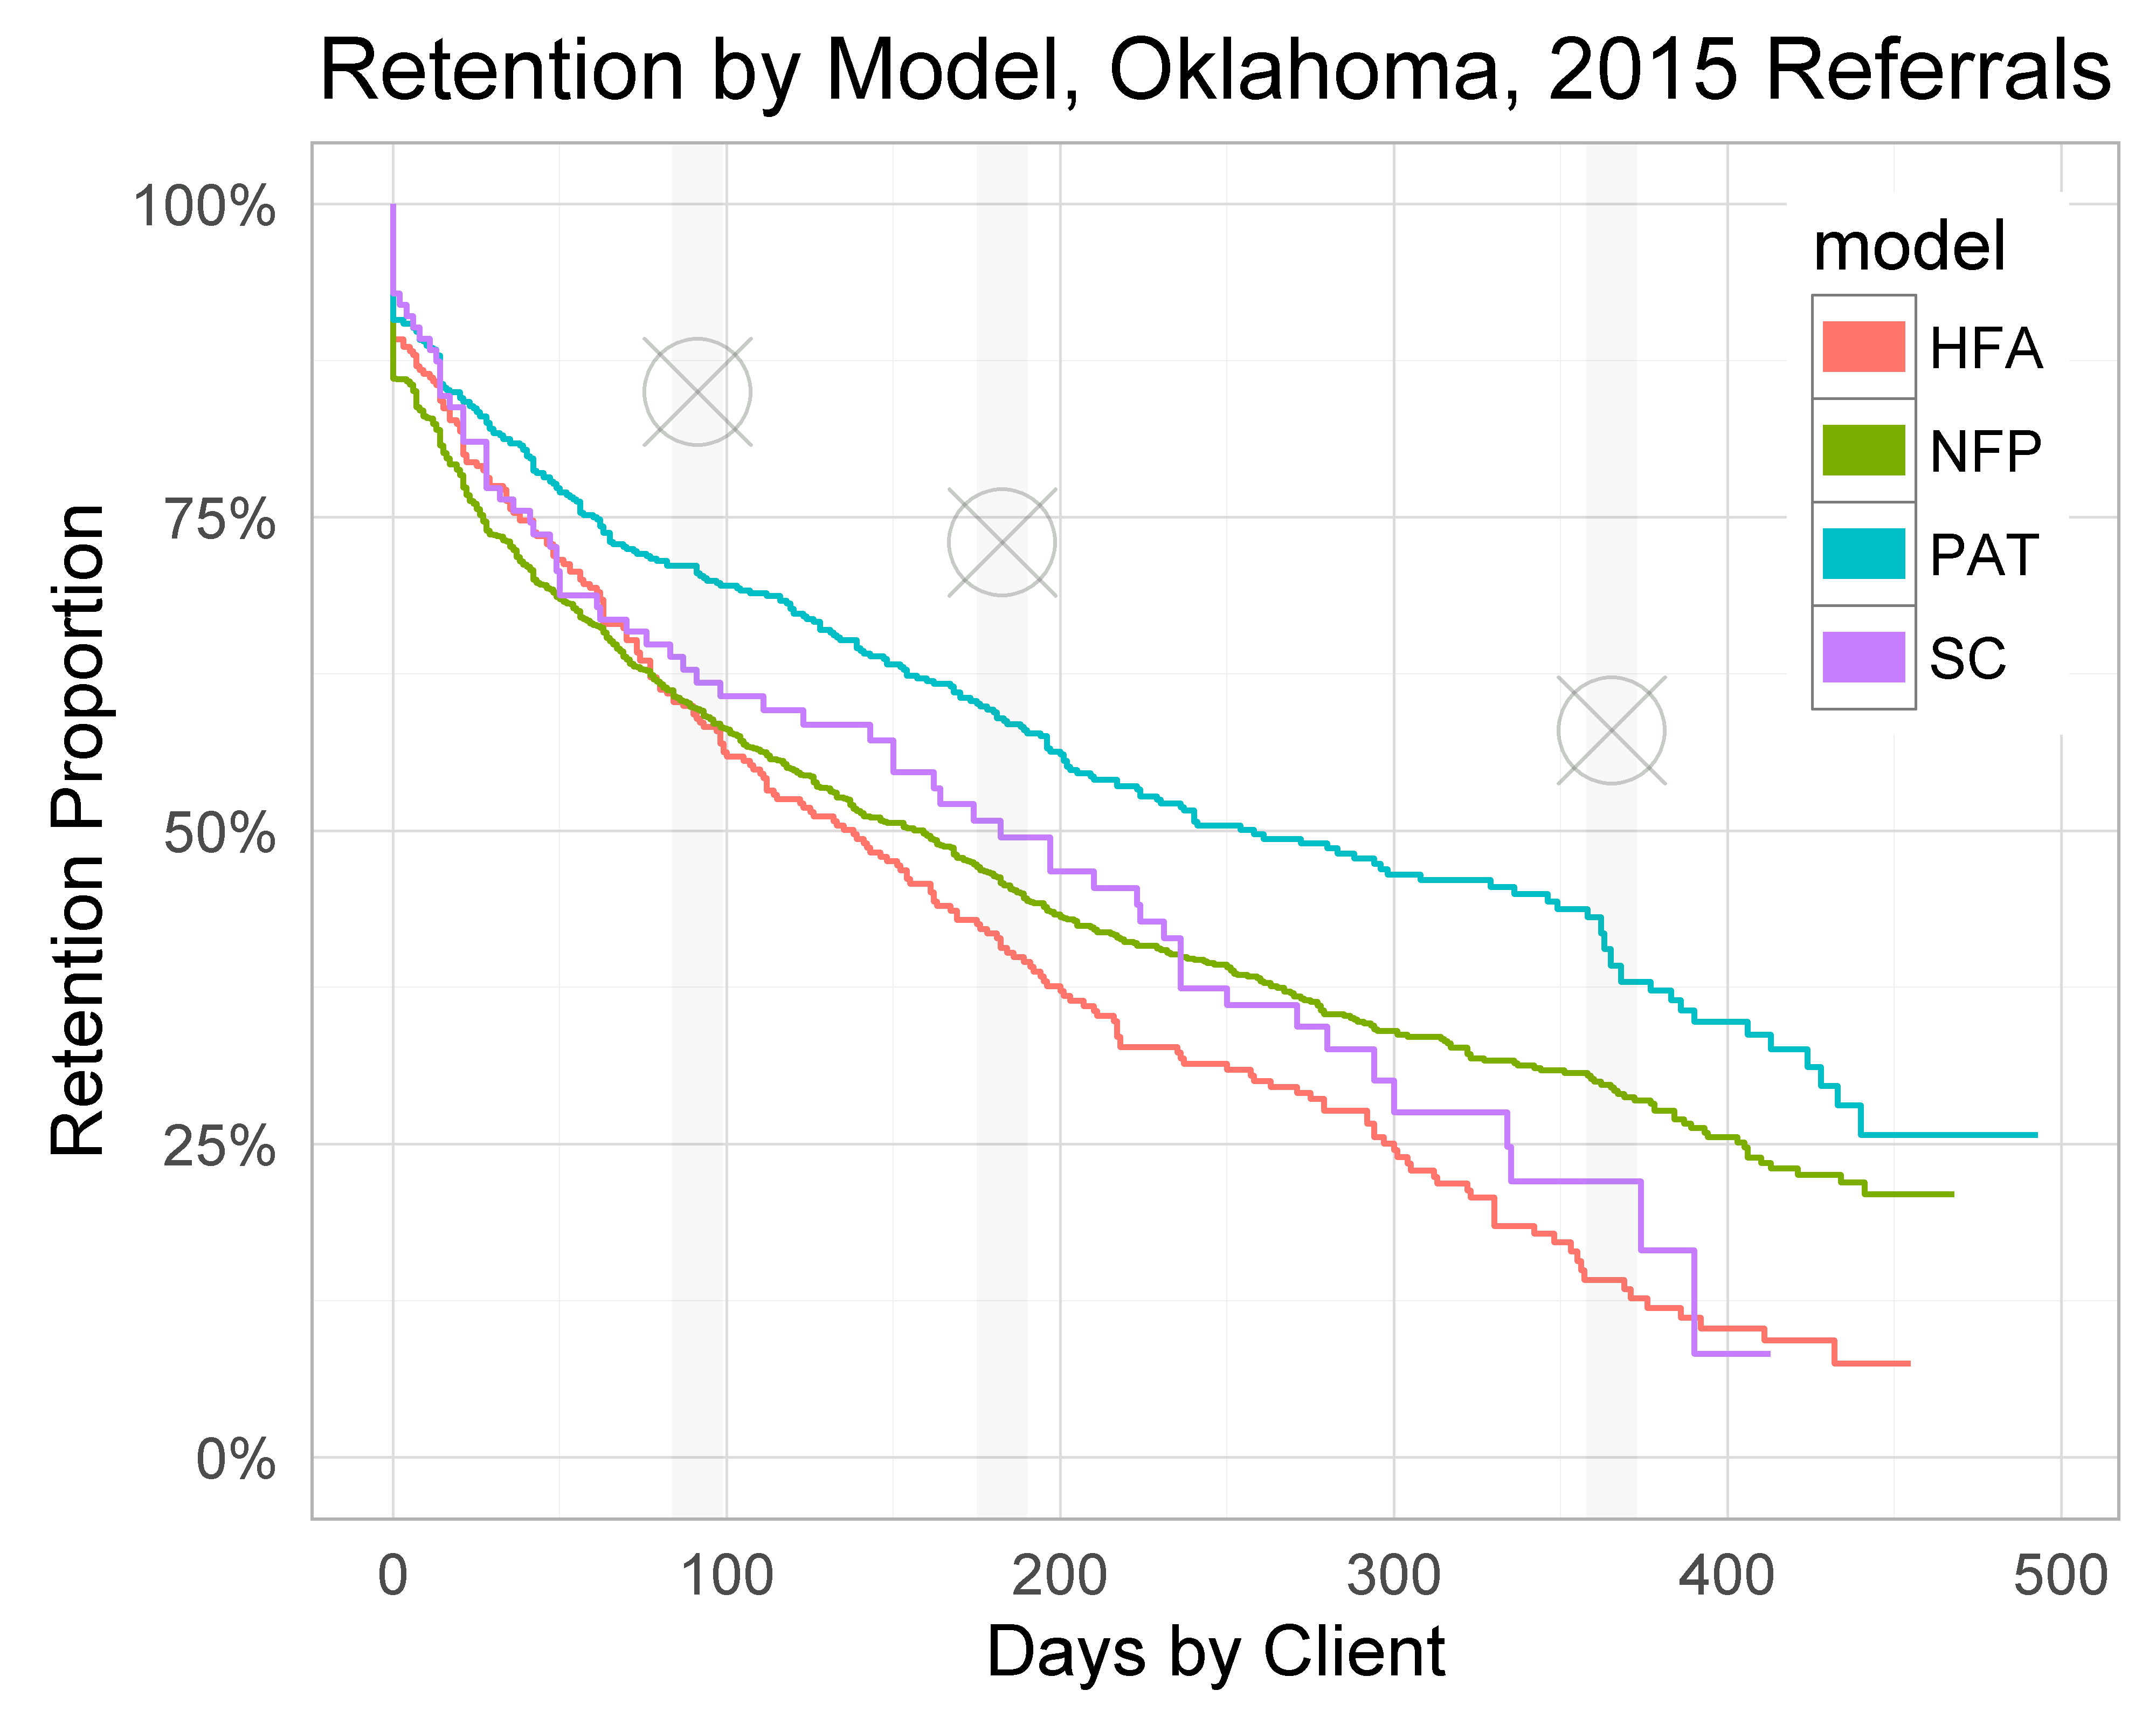 Retention by Model, Oklahoma, 2015 Referrals
Retention Proportion
100%
75%
50%
25%
0%
model
HFA
NFP
PAT
SC
0 100 200 300 400 500
Days by Client